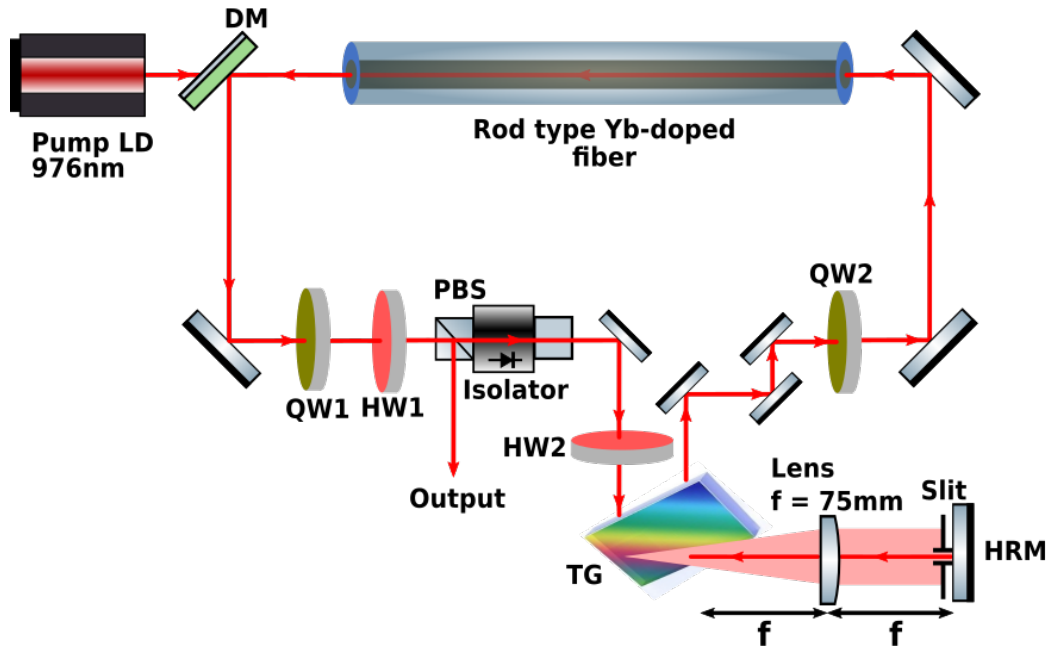 DM
Pump LD
976nm
Rod type Yb-doped
fiber
QW1
HW1
PBS
Isolator
Output
HW2
QW2
TG
Lens
f = 75mm
Slit
HRM
f
f